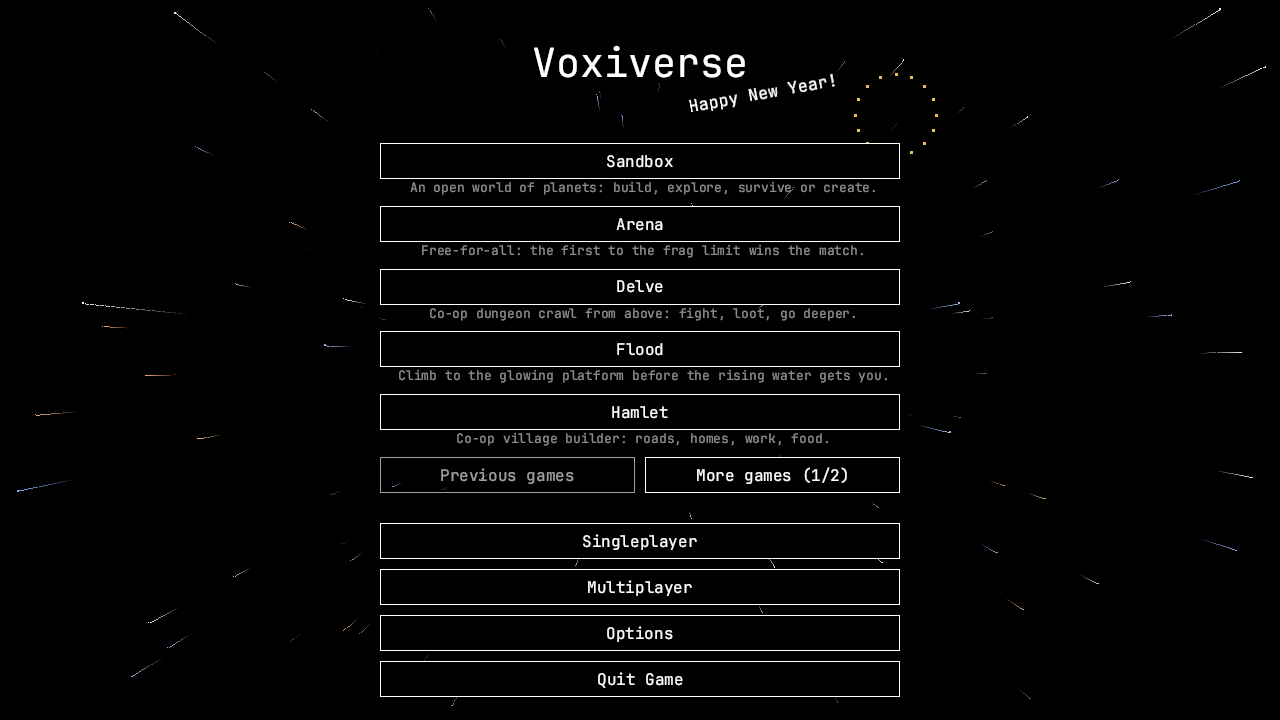 Voxiverse
Happy New Year!
Sandbox
An open world of planets: build, explore, survive or create.
Arena
Free-for-all: the first to the frag limit wins the match.
Delve
Co-op dungeon crawl from above: fight, loot, go deeper.
Flood
Climb to the glowing platform before the rising water gets you.
Hamlet
Co-op village builder: roads, homes, work, food.
Previous games
More games (1/2)
Singleplayer
Multiplayer
Options
Quit Game